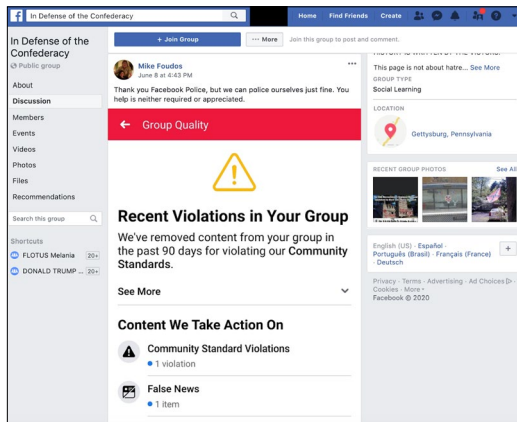 In Defense of the Confederacy
Home Find Friends Create
In Defense of the
Confederacy
Public group
About
Discussion
Members
Events
Videos
Photos
Files
Recommendations
Search this group
Shortcuts
FLOTUS Melania 20+
DONALD TRUMP ... 20+
+ Join Group
••• More
Join this group to post and comment.
Mike Foudos
June 8 at 4:43 PM
Thank you Facebook Police, but we can police ourselves just fine. You
help is neither required or appreciated.
Group Quality
Recent Violations in Your Group
We've removed content from your group in
the past 90 days for violating our Community
Standards.
See More
Content We Take Action On
Community Standard Violations
• 1 violation
False News
• 1 item
This page is not about hatre... See More
GROUP TYPE
Social Learning
LOCATION
Gettysburg, Pennsylvania
RECENT GROUP PHOTOS See All
English (US) · Español ·
Português (Brasil) · Français (France)
· Deutsch
Privacy · Terms · Advertising · Ad Choices ·
Cookies · More
Facebook © 2020